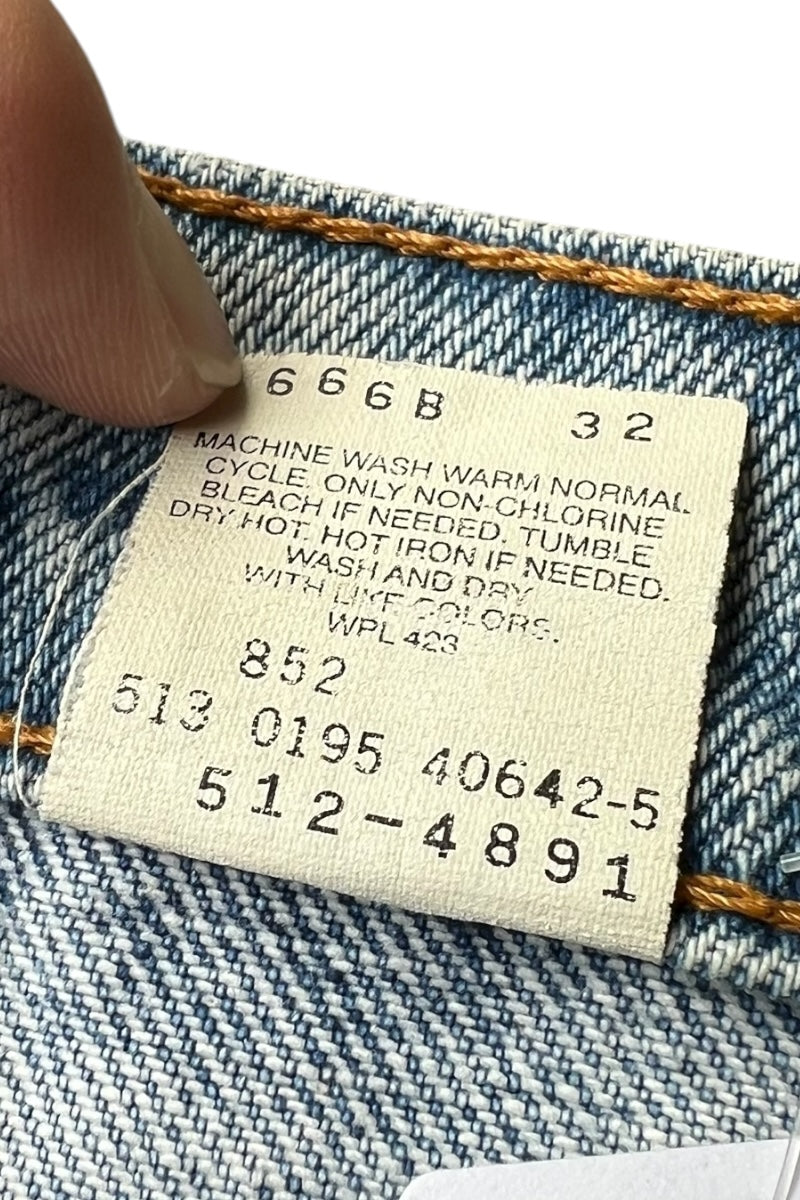 666B 32
MACHINE WASH WARM NORMAL
CYCLE. ONLY NON-CHLORINE
BLEACH IF NEEDED. TUMBLE
DRY HOT. HOT IRON IF NEEDED.
WASH AND DRY
WITH LIKE COLORS.
WPL 423
852
513 0195 40642-5
512-4891